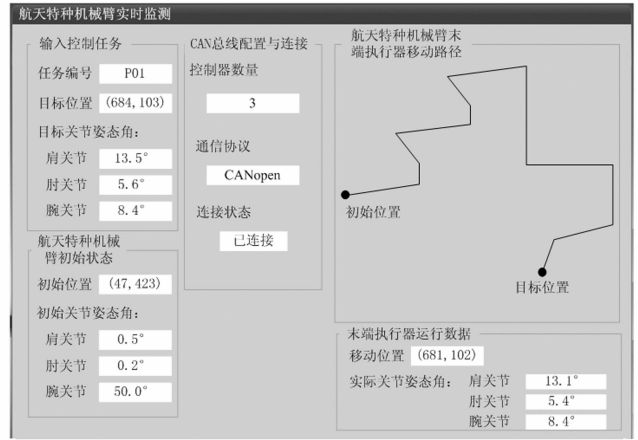 航天特种机械臂实时监测
输入控制任务
任务编号 P01
目标位置 (684,103)
目标关节姿态角:
肩关节 13.5°
肘关节 5.6°
腕关节 8.4°
航天特种机械
臂初始状态
初始位置 (47,423)
初始关节姿态角:
肩关节 0.5°
肘关节 0.2°
腕关节 50.0°
CAN总线配置与连接
控制器数量
3
通信协议
CANopen
连接状态
已连接
航天特种机械臂末
端执行器移动路径
初始位置
目标位置
末端执行器运行数据
移动位置 (681,102)
实际关节姿态角: 肩关节 13.1°
肘关节 5.4°
腕关节 8.4°